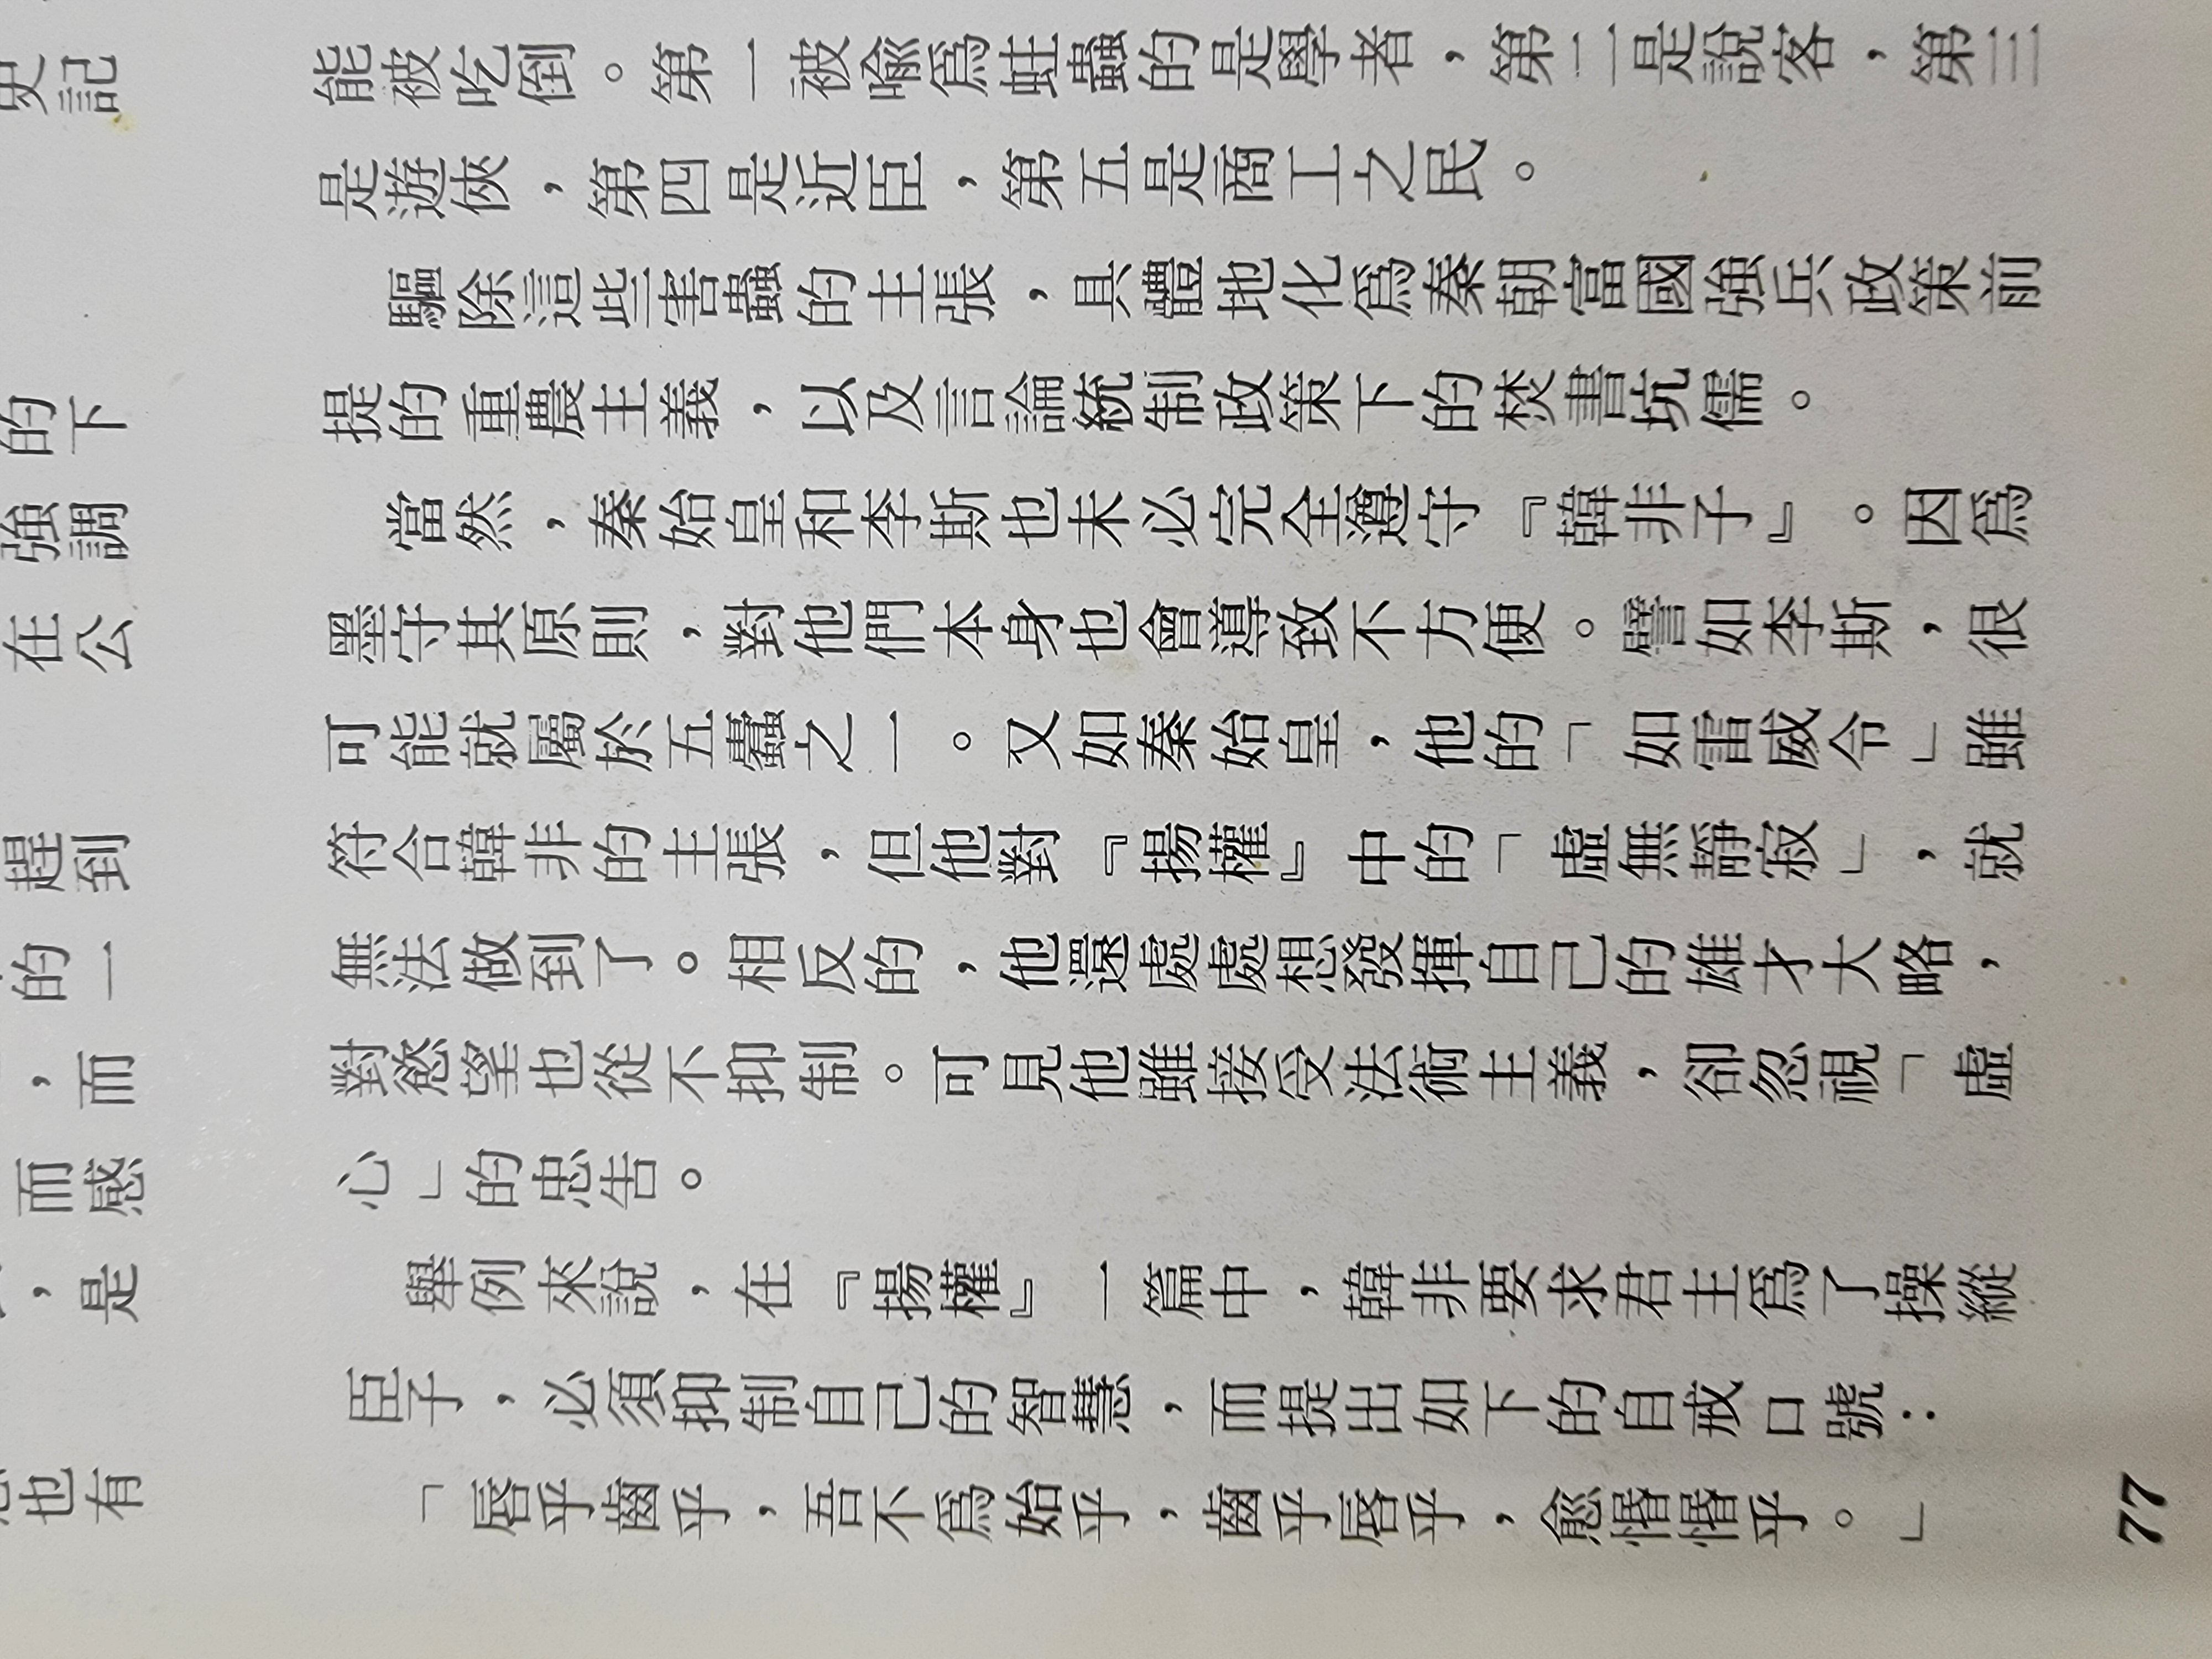 史記
的下
強調
在公
趕到
的一
，而
而感
，是
也有
能被吃倒。第一被喩爲蛀蟲的是學者，第二是說客，第三
是遊俠，第四是近臣，第五是商工之民。
驅除這些害蟲的主張，具體地化爲秦朝富國強兵政策前
提的重農主義，以及言論統制政策下的焚書坑儒。
當然，秦始皇和李斯也未必完全遵守『韓非子』。因爲
墨守其原則，對他們本身也會導致不方便。譬如李斯，很
可能就屬於五蠹之一。又如秦始皇，他的「如雷威令」雖
符合韓非的主張，但他對『揚權』中的「虛無靜寂」，就
無法做到了。相反的，他還處處想發揮自己的雄才大略，
對慾望也從不抑制。可見他雖接受法術主義，卻忽視「虛
心」的忠告。
舉例來說，在『揚權』一篇中，韓非要求君主爲了操縱
臣子，必須抑制自己的智慧，而提出如下的自戒口號：
「唇乎齒乎，吾不爲始乎，齒乎唇乎，愈惛惛乎。」
77